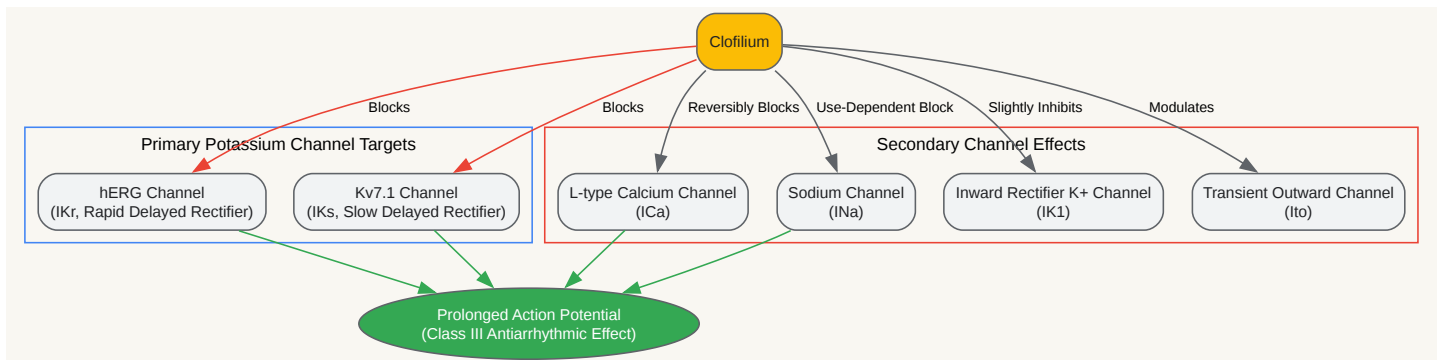 Clofilium
Blocks
Blocks
Reversibly Blocks
Use-Dependent Block
Slightly Inhibits
Modulates
Primary Potassium Channel Targets
Secondary Channel Effects
hERG Channel
(IKr, Rapid Delayed Rectifier)
Kv7.1 Channel
(IKs, Slow Delayed Rectifier)
L-type Calcium Channel
(ICa)
Sodium Channel
(INa)
Inward Rectifier K+ Channel
(IK1)
Transient Outward Channel
(Ito)
Prolonged Action Potential
(Class III Antiarrhythmic Effect)